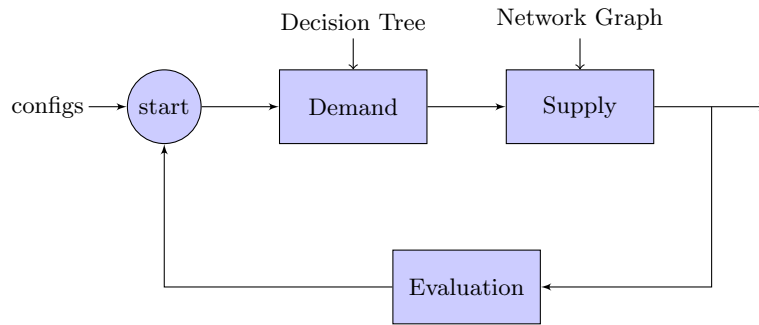 Decision Tree
Network Graph
configs
start
Demand
Supply
Evaluation